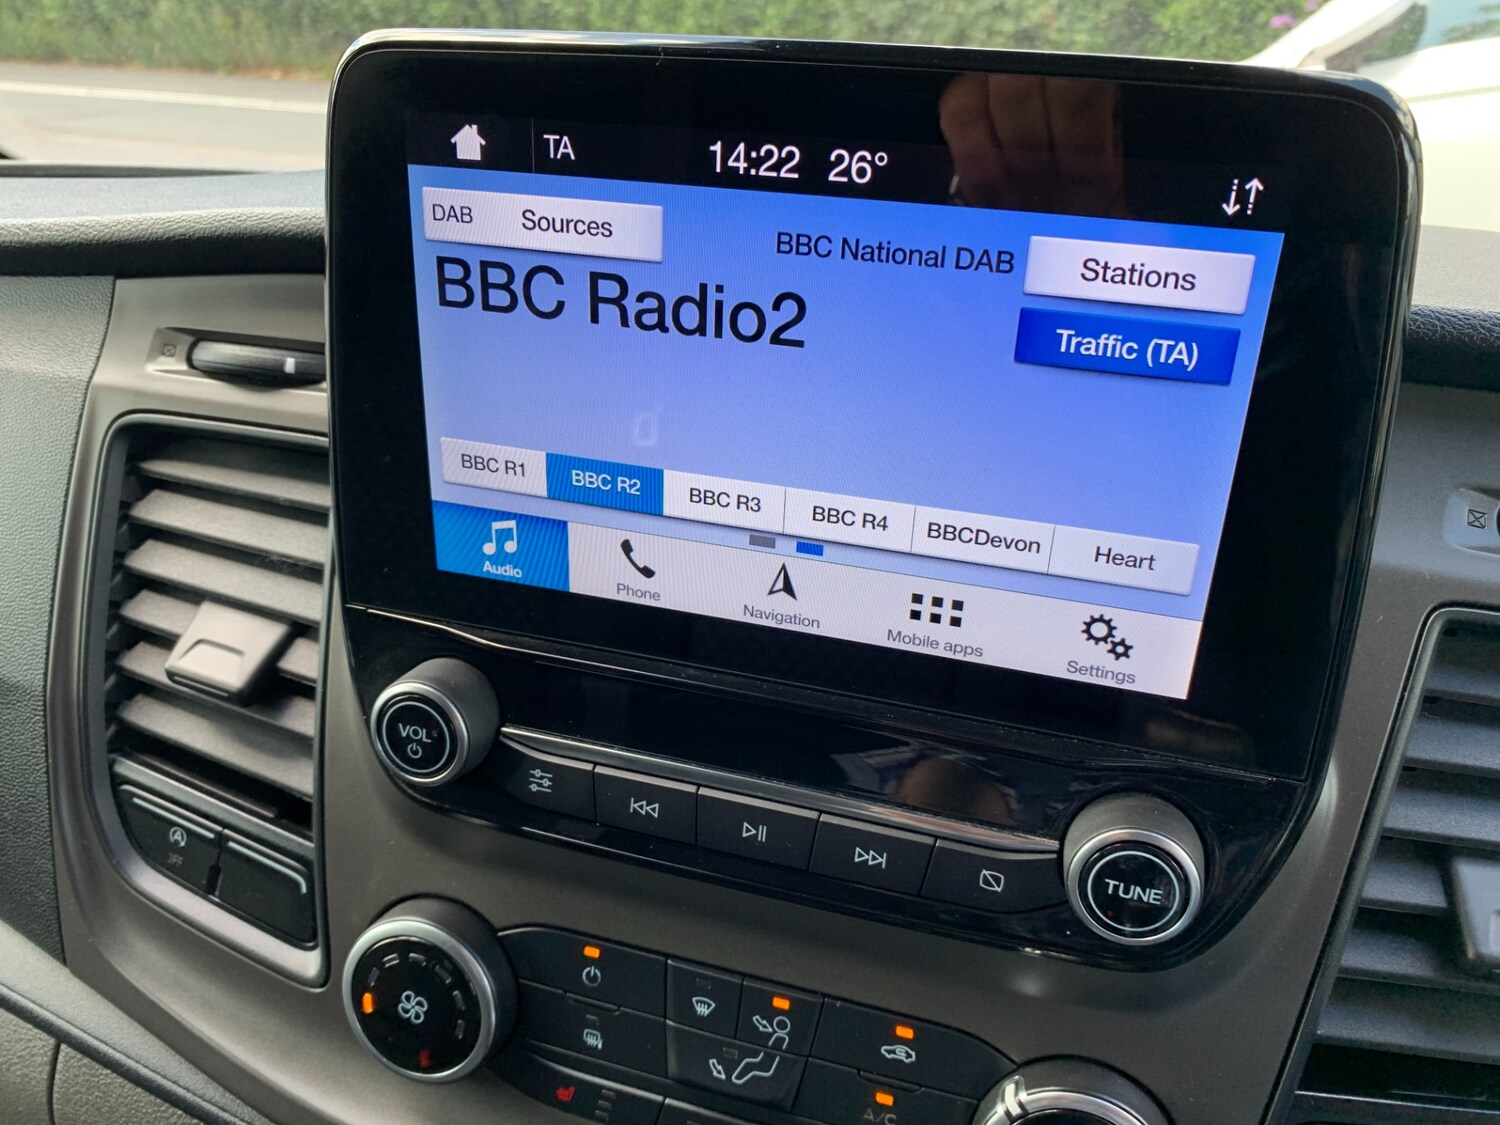 TA 14:22 26°
DAB Sources
BBC National DAB
Stations
BBC Radio2
Traffic (TA)
BBC R1 BBC R2 BBC R3 BBC R4 BBCDevon Heart
Audio Phone Navigation Mobile apps Settings
VOL
TUNE
A OFF
A/C